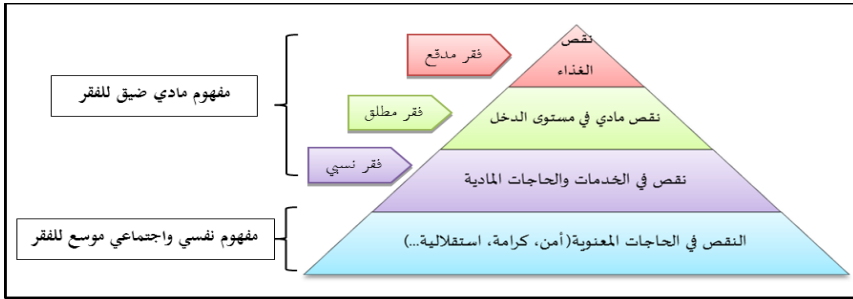 نقص
الغذاء
فقر مدقع
نقص مادي في مستوى الدخل
فقر مطلق
مفهوم مادي ضيق للفقر
نقص في الخدمات والحاجات المادية
فقر نسبي
النقص في الحاجات المعنوية( أمن، كرامة، استقلالية...)
مفهوم نفسي واجتماعي موسع للفقر